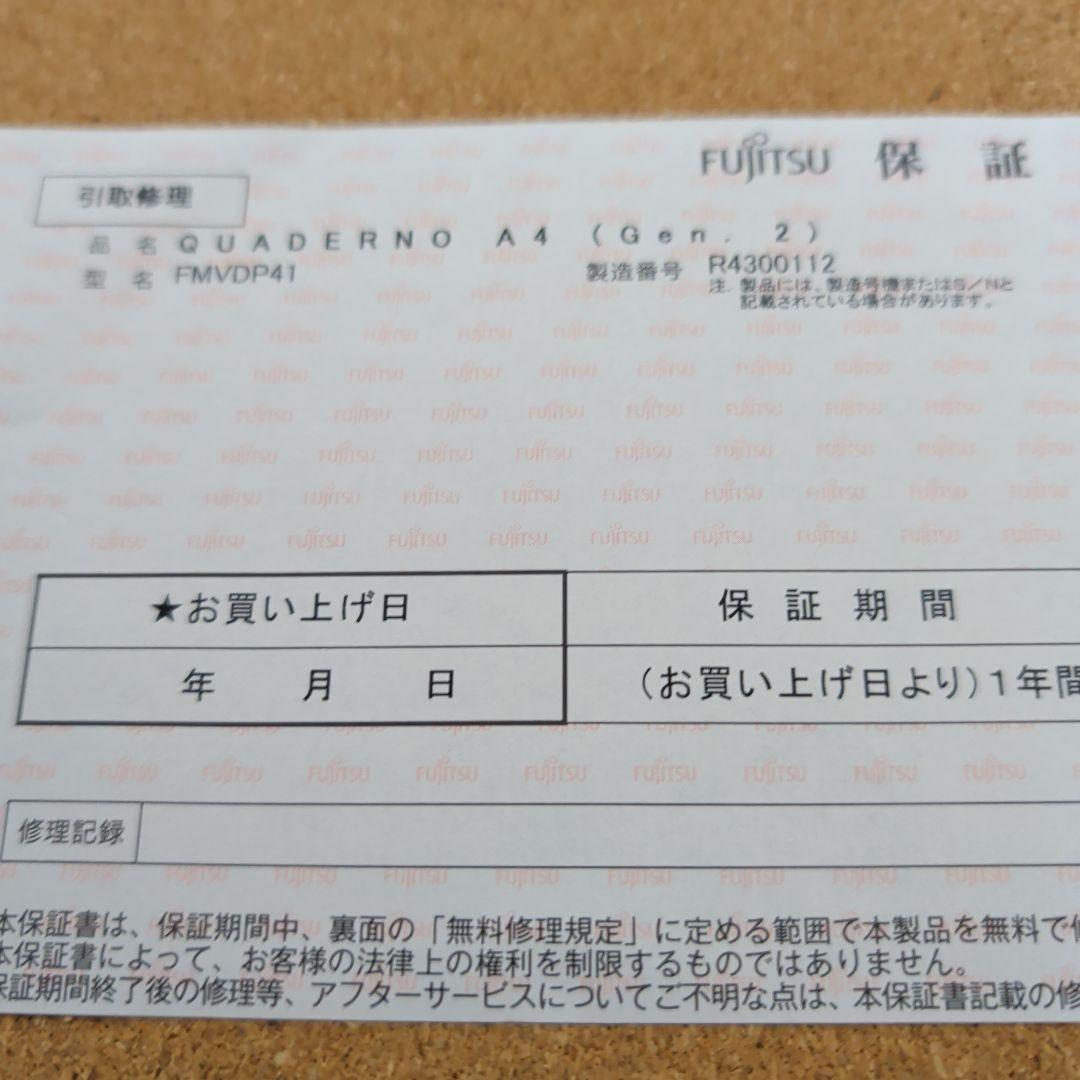 FUJITSU 保 証
引取修理
品 名 QUADERNO A4 (Gen. 2)
型 名 FMVDP41
製造番号 R4300112
注. 製品には、製造号機またはS/Nと
記載されている場合があります。
★お買い上げ日
保 証 期 間
年 月 日
(お買い上げ日より)1年間
修理記録
本保証書は、保証期間中、裏面の「無料修理規定」に定める範囲で本製品を無料で
本保証書によって、お客様の法律上の権利を制限するものではありません。
保証期間終了後の修理等、アフターサービスについてご不明な点は、本保証書記載の修